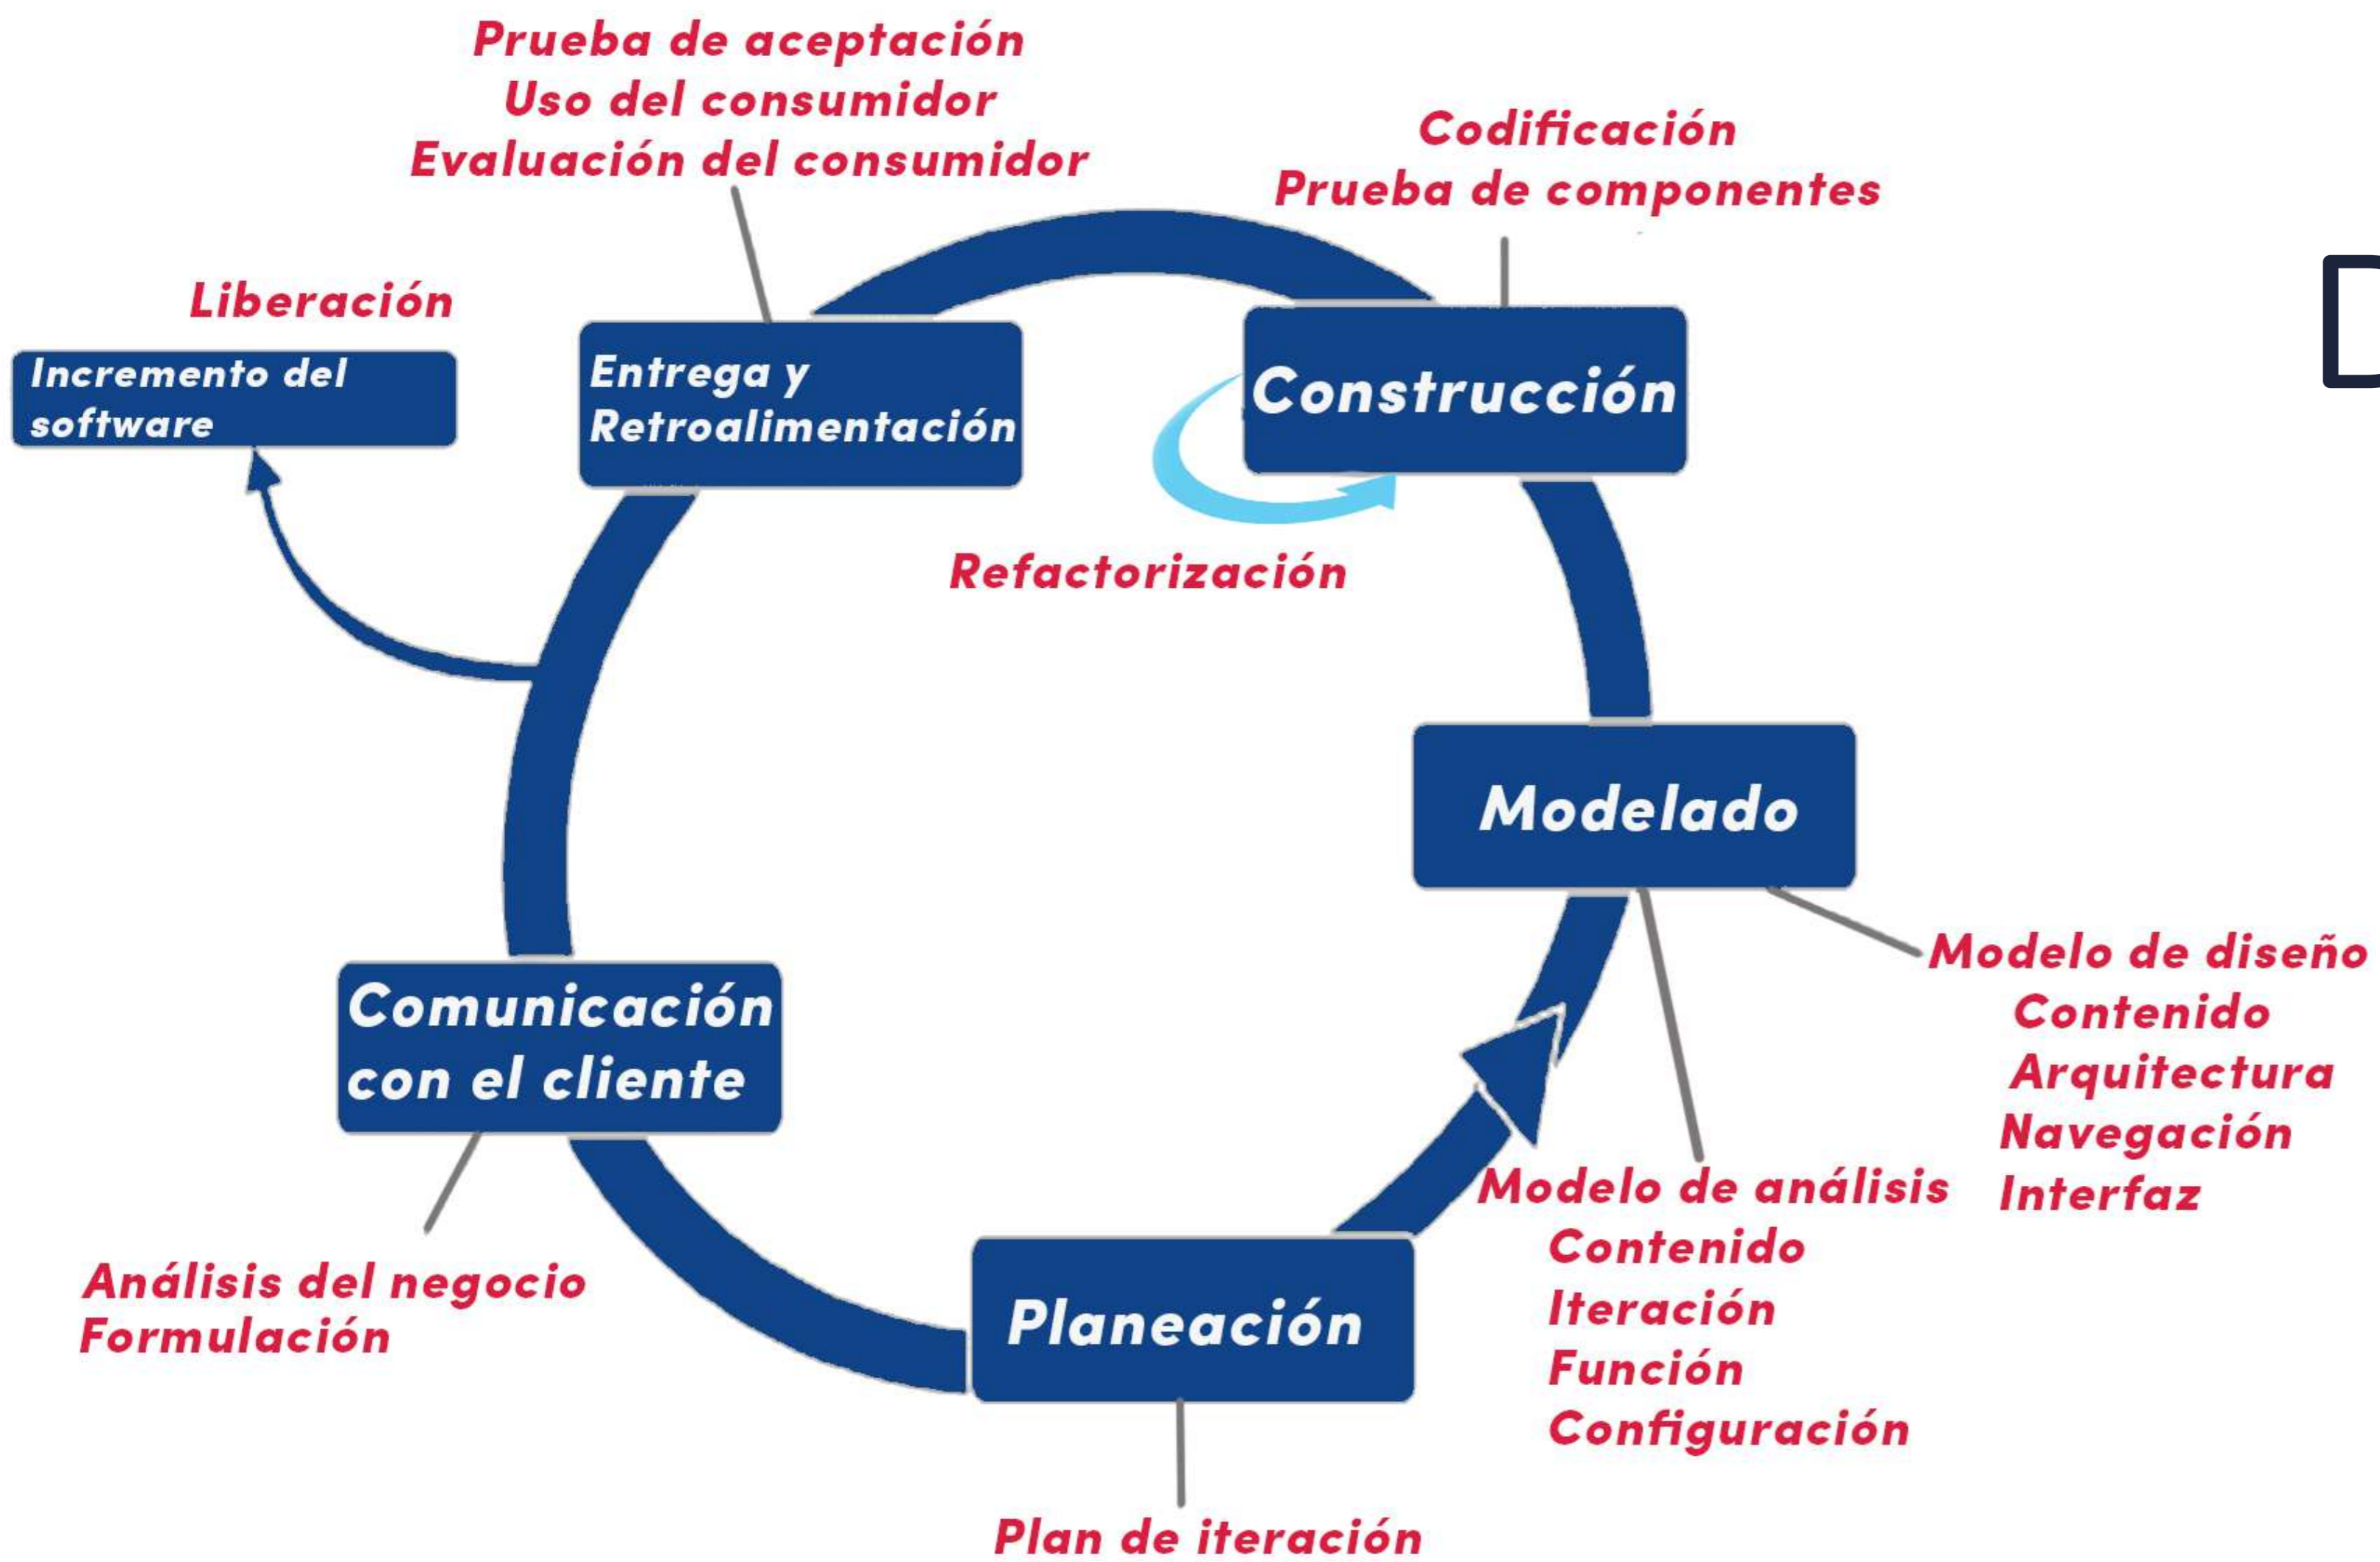 Prueba de aceptación
Uso del consumidor
Evaluación del consumidor
Codificación
Prueba de componentes
Liberación
Incremento del
software
Entrega y
Retroalimentación
Construcción
Refactorización
Modelado
Modelo de diseño
Contenido
Arquitectura
Navegación
Interfaz
Comunicación
con el cliente
Modelo de análisis
Contenido
Iteración
Función
Configuración
Análisis del negocio
Formulación
Planeación
Plan de iteración